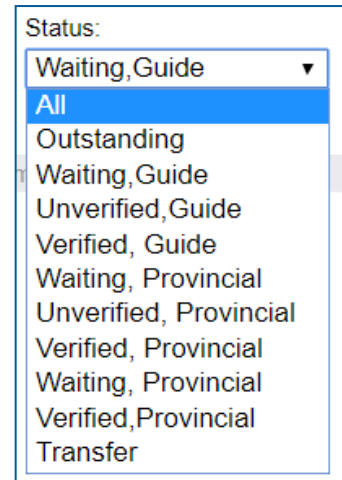 Status:
Waiting,Guide
All
Outstanding
Waiting,Guide
Unverified,Guide
Verified, Guide
Waiting, Provincial
Unverified, Provincial
Verified, Provincial
Waiting, Provincial
Verified,Provincial
Transfer